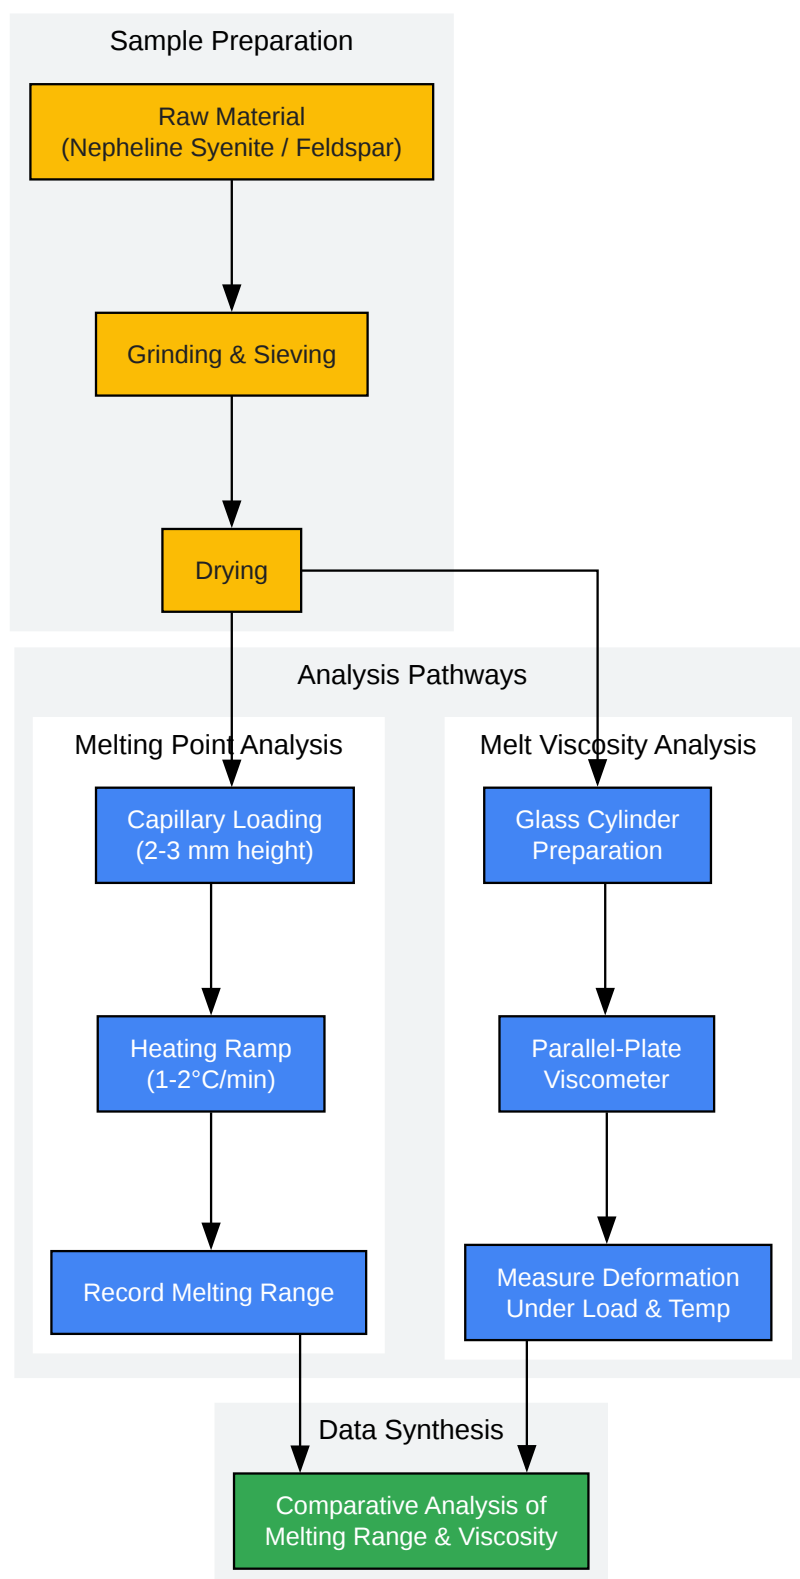 Sample Preparation
Raw Material
(Nepheline Syenite / Feldspar)
Grinding & Sieving
Drying
Analysis Pathways
Melting Point Analysis
Capillary Loading
(2-3 mm height)
Heating Ramp
(1-2°C/min)
Record Melting Range
Melt Viscosity Analysis
Glass Cylinder
Preparation
Parallel-Plate
Viscometer
Measure Deformation
Under Load & Temp
Data Synthesis
Comparative Analysis of
Melting Range & Viscosity